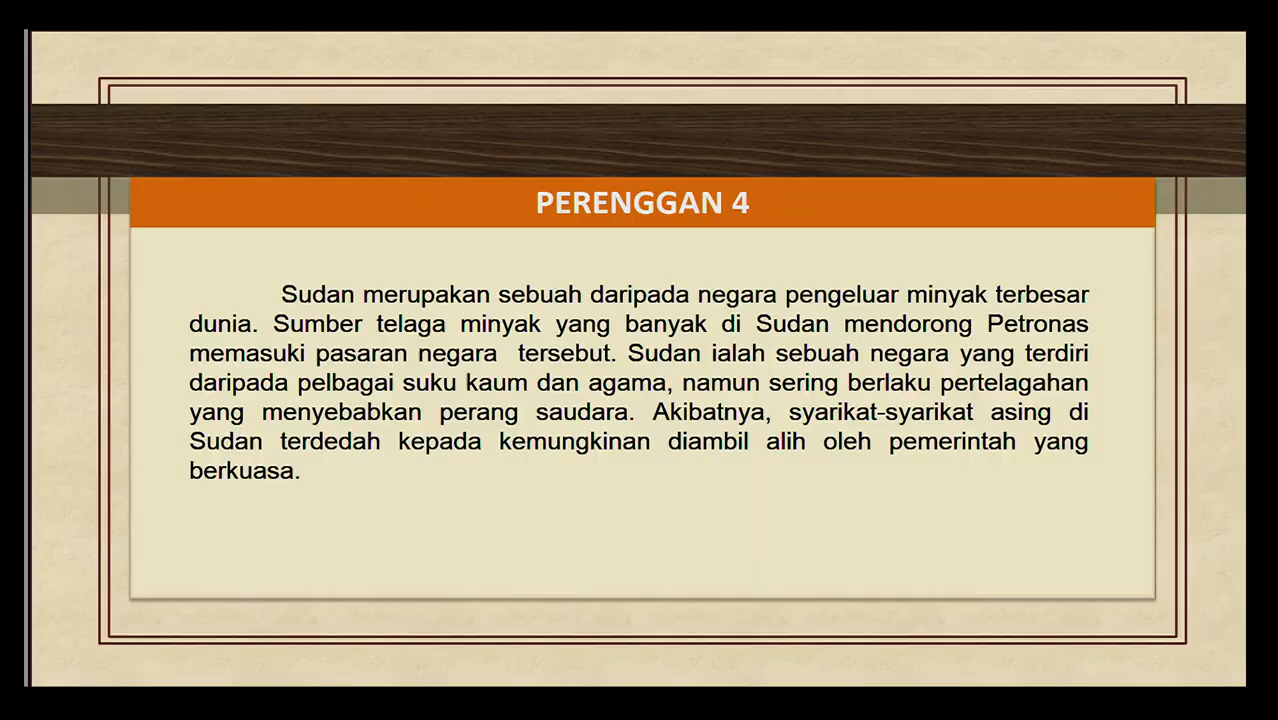 PERENGGAN 4
Sudan merupakan sebuah daripada negara pengeluar minyak terbesar
dunia. Sumber telaga minyak yang banyak di Sudan mendorong Petronas
memasuki pasaran negara tersebut. Sudan ialah sebuah negara yang terdiri
daripada pelbagai suku kaum dan agama, namun sering berlaku pertelagahan
yang menyebabkan perang saudara. Akibatnya, syarikat-syarikat asing di
Sudan terdedah kepada kemungkinan diambil alih oleh pemerintah yang
berkuasa.